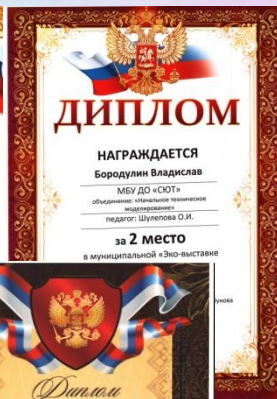 ДИПЛОМ
НАГРАЖДАЕТСЯ
Бородулин Владислав
МБУ ДО «СЮТ»
объединение: «Начальное техническое
моделирование»
педагог: Шулепова О.И.
за 2 место
в муниципальной «Эко-выставке
Диплом